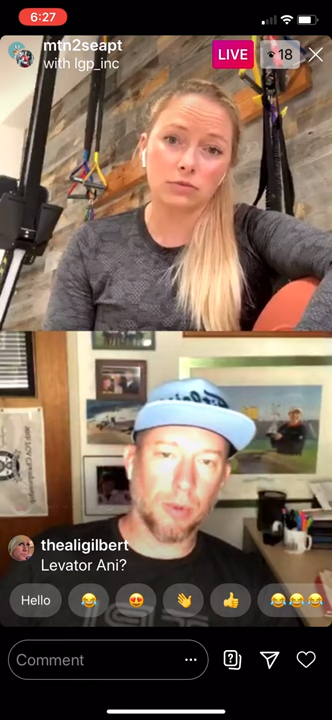 6:27
mtn2seapt
with lgp_inc
LIVE
18
thealigilbert
Levator Ani?
Hello
Comment